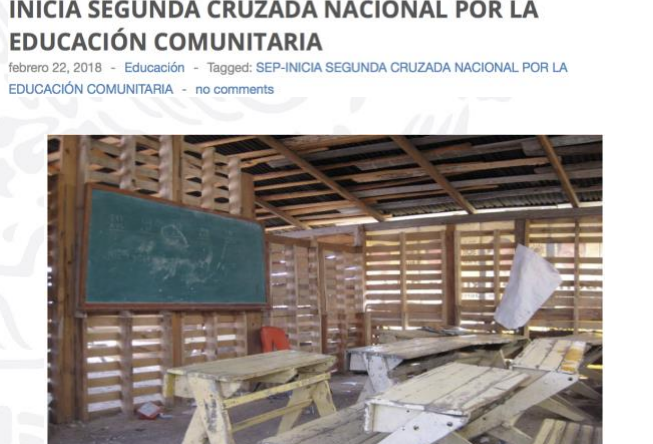 INICIA SEGUNDA CRUZADA NACIONAL POR LA
EDUCACIÓN COMUNITARIA
febrero 22, 2018 - Educación - Tagged: SEP-INICIA SEGUNDA CRUZADA NACIONAL POR LA
EDUCACIÓN COMUNITARIA - no comments